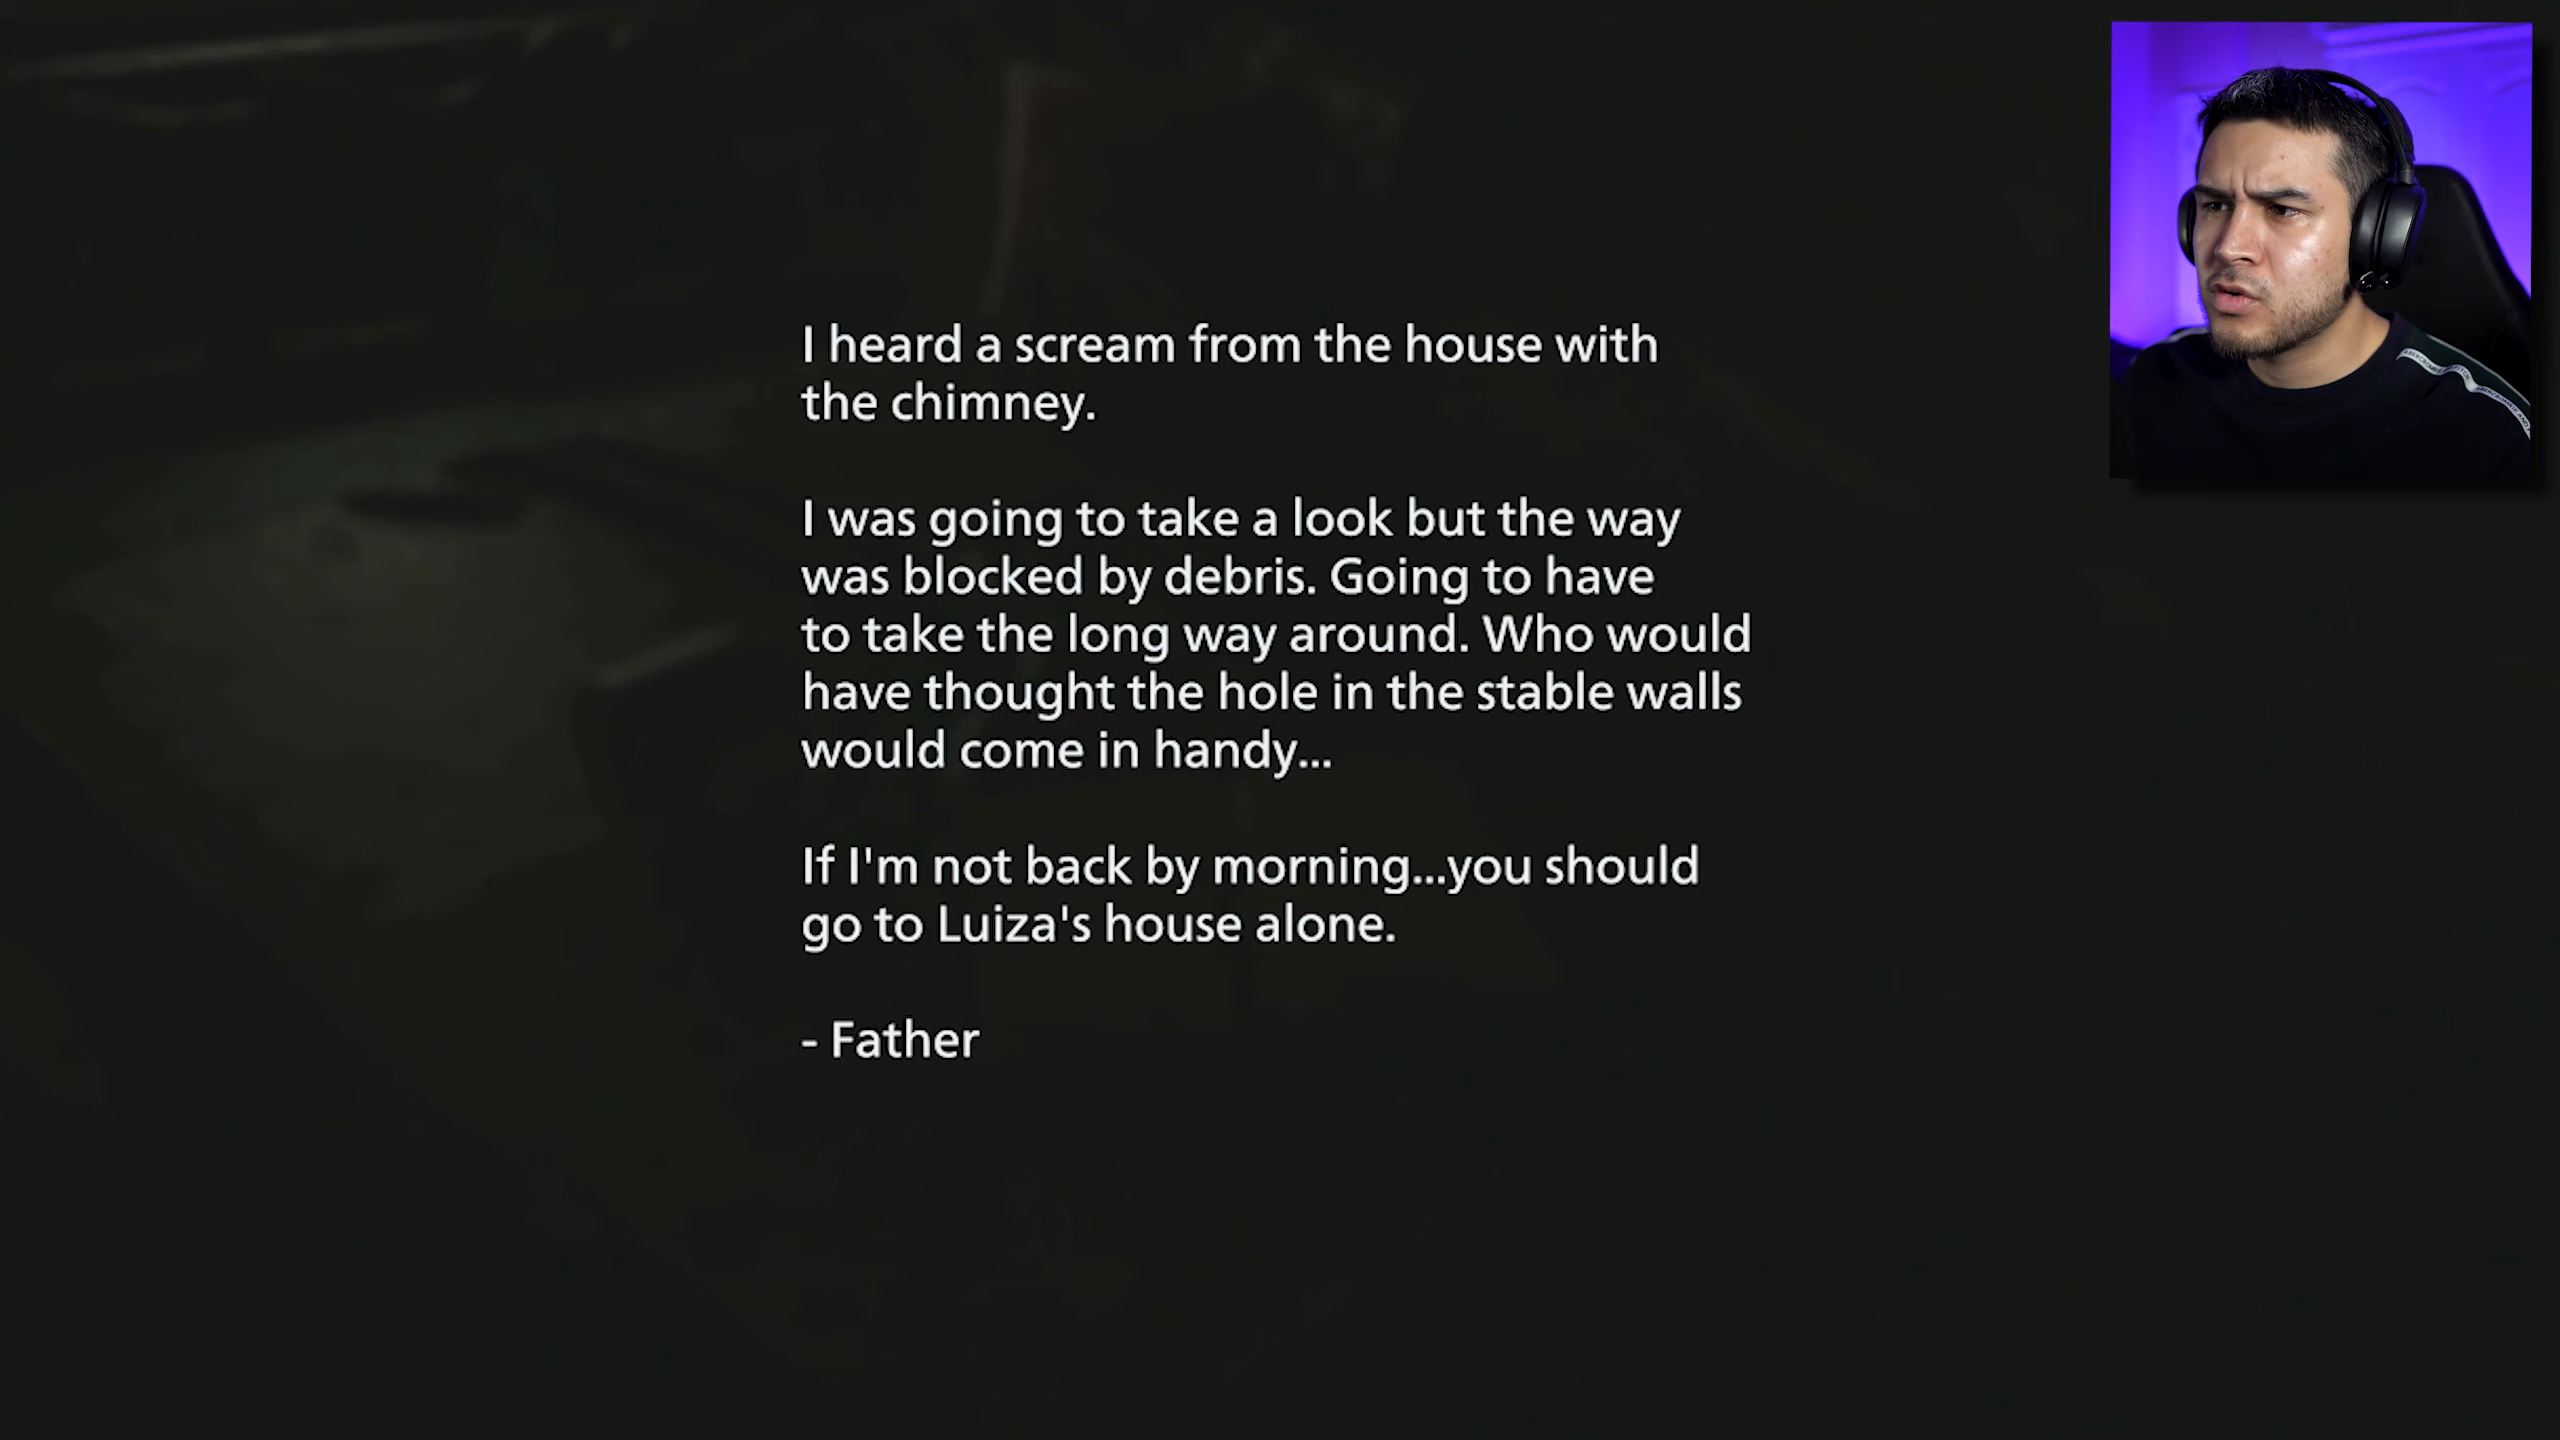 I heard a scream from the house with
the chimney.
I was going to take a look but the way
was blocked by debris. Going to have
to take the long way around. Who would
have thought the hole in the stable walls
would come in handy...
If I'm not back by morning...you should
go to Luiza's house alone.
- Father